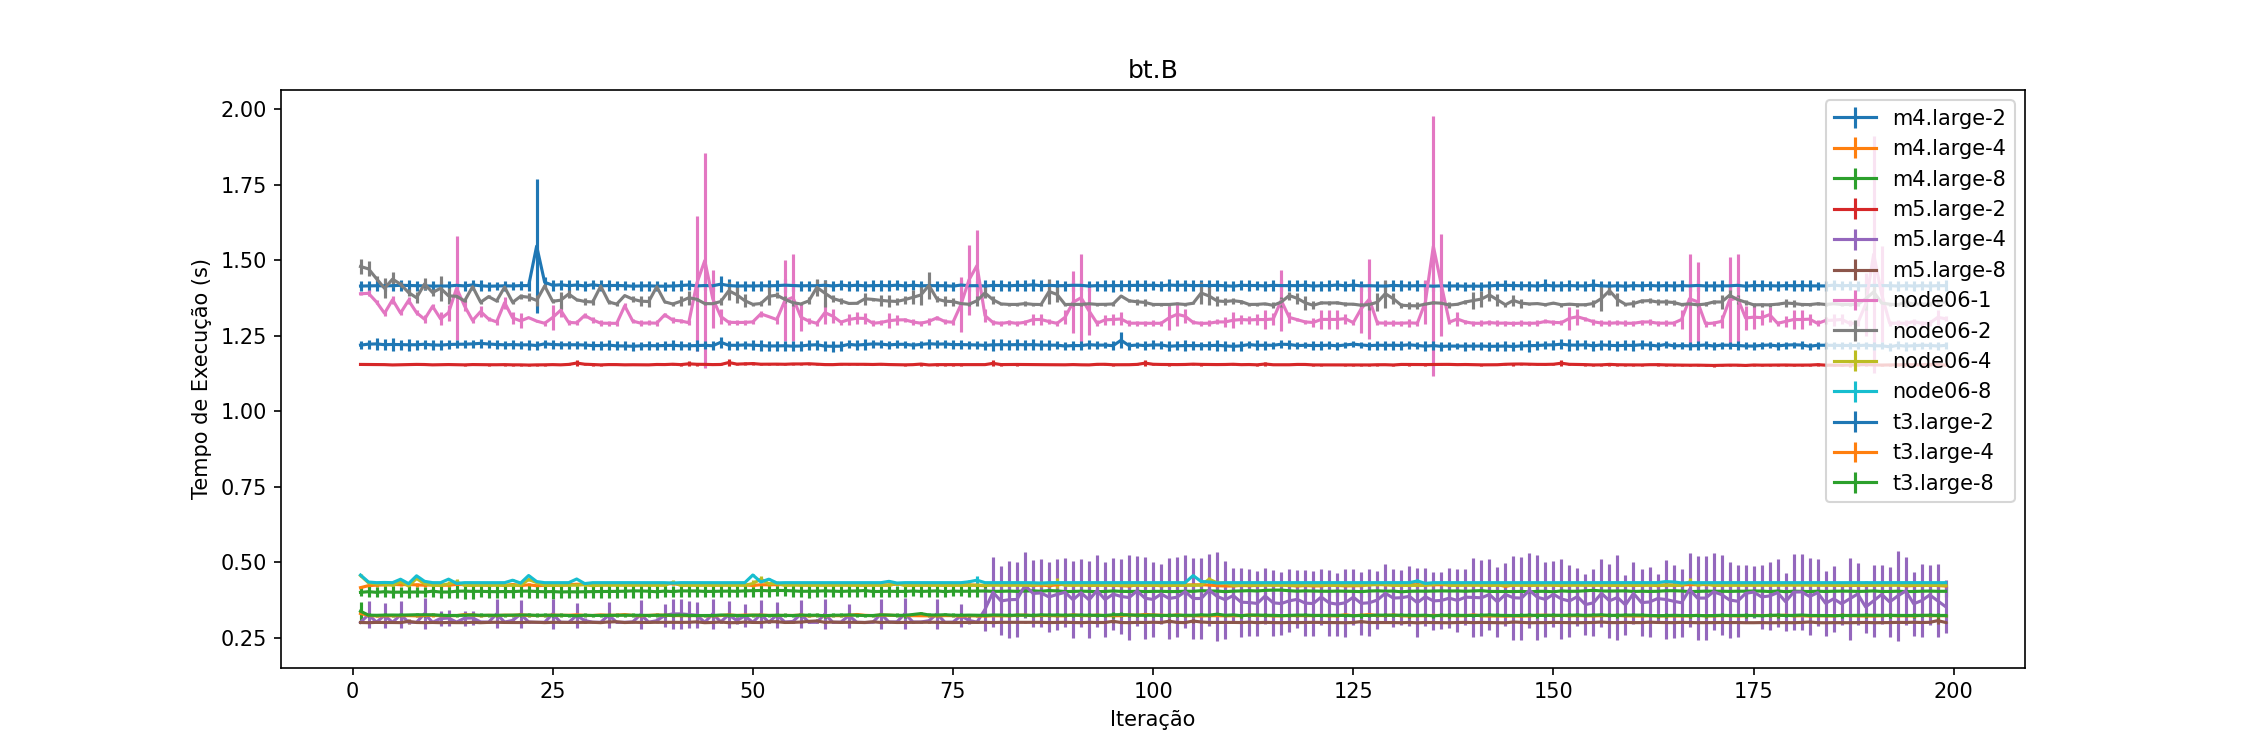 bt.B
Tempo de Execução (s)
2.00
1.75
1.50
1.25
1.00
0.75
0.50
0.25
0
25
50
75
100
125
150
175
200
Iteração
m4.large-2
m4.large-4
m4.large-8
m5.large-2
m5.large-4
m5.large-8
node06-1
node06-2
node06-4
node06-8
t3.large-2
t3.large-4
t3.large-8